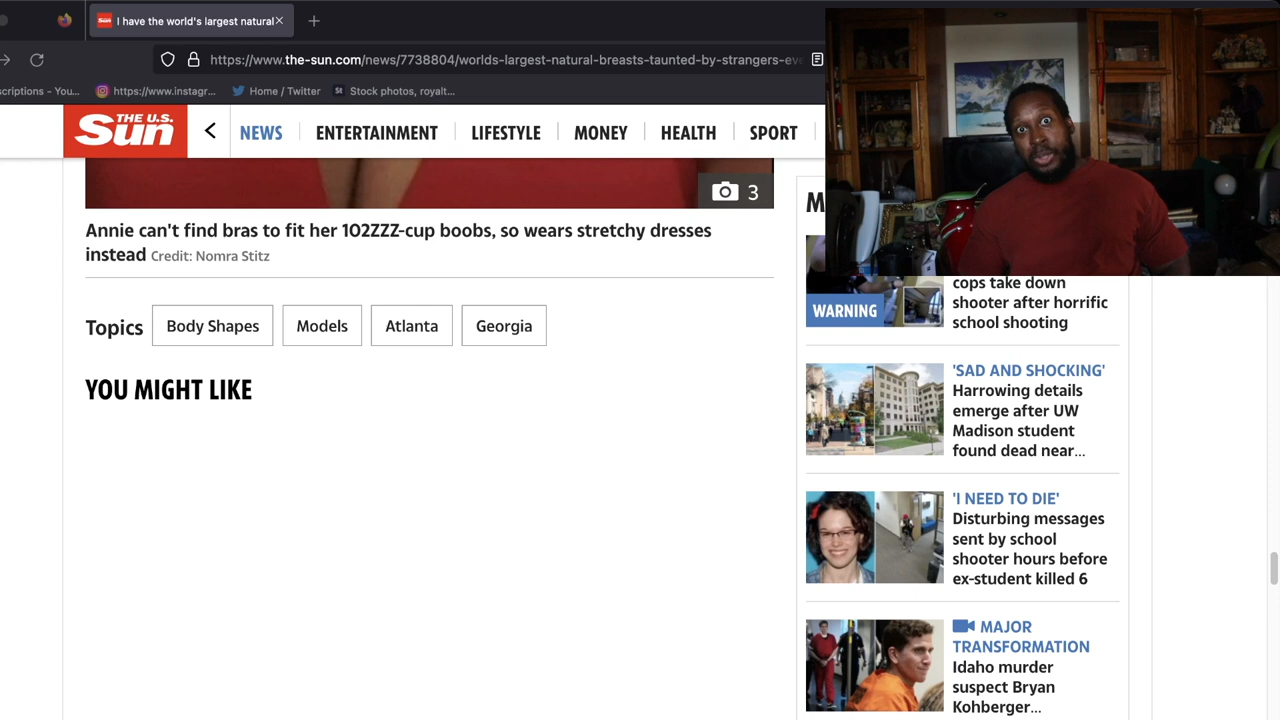 I have the world's largest natural
https://www.the-sun.com/news/7738804/worlds-largest-natural-breasts-taunted-by-strangers-eve
scriptions - You...
https://www.instagr...
Home / Twitter
St
Stock photos, royalt...
THE U.S.
Sun
Sun
NEWS
ENTERTAINMENT
LIFESTYLE
MONEY
HEALTH
SPORT
3
M
Annie can't find bras to fit her 102ZZZ-cup boobs, so wears stretchy dresses
instead Credit: Nomra Stitz
Topics
Body Shapes
Models
Atlanta
Georgia
YOU MIGHT LIKE
WARNING
cops take down
shooter after horrific
school shooting
'SAD AND SHOCKING'
Harrowing details
emerge after UW
Madison student
found dead near...
'I NEED TO DIE'
Disturbing messages
sent by school
shooter hours before
ex-student killed 6
MAJOR
TRANSFORMATION
Idaho murder
suspect Bryan
Kohberger...